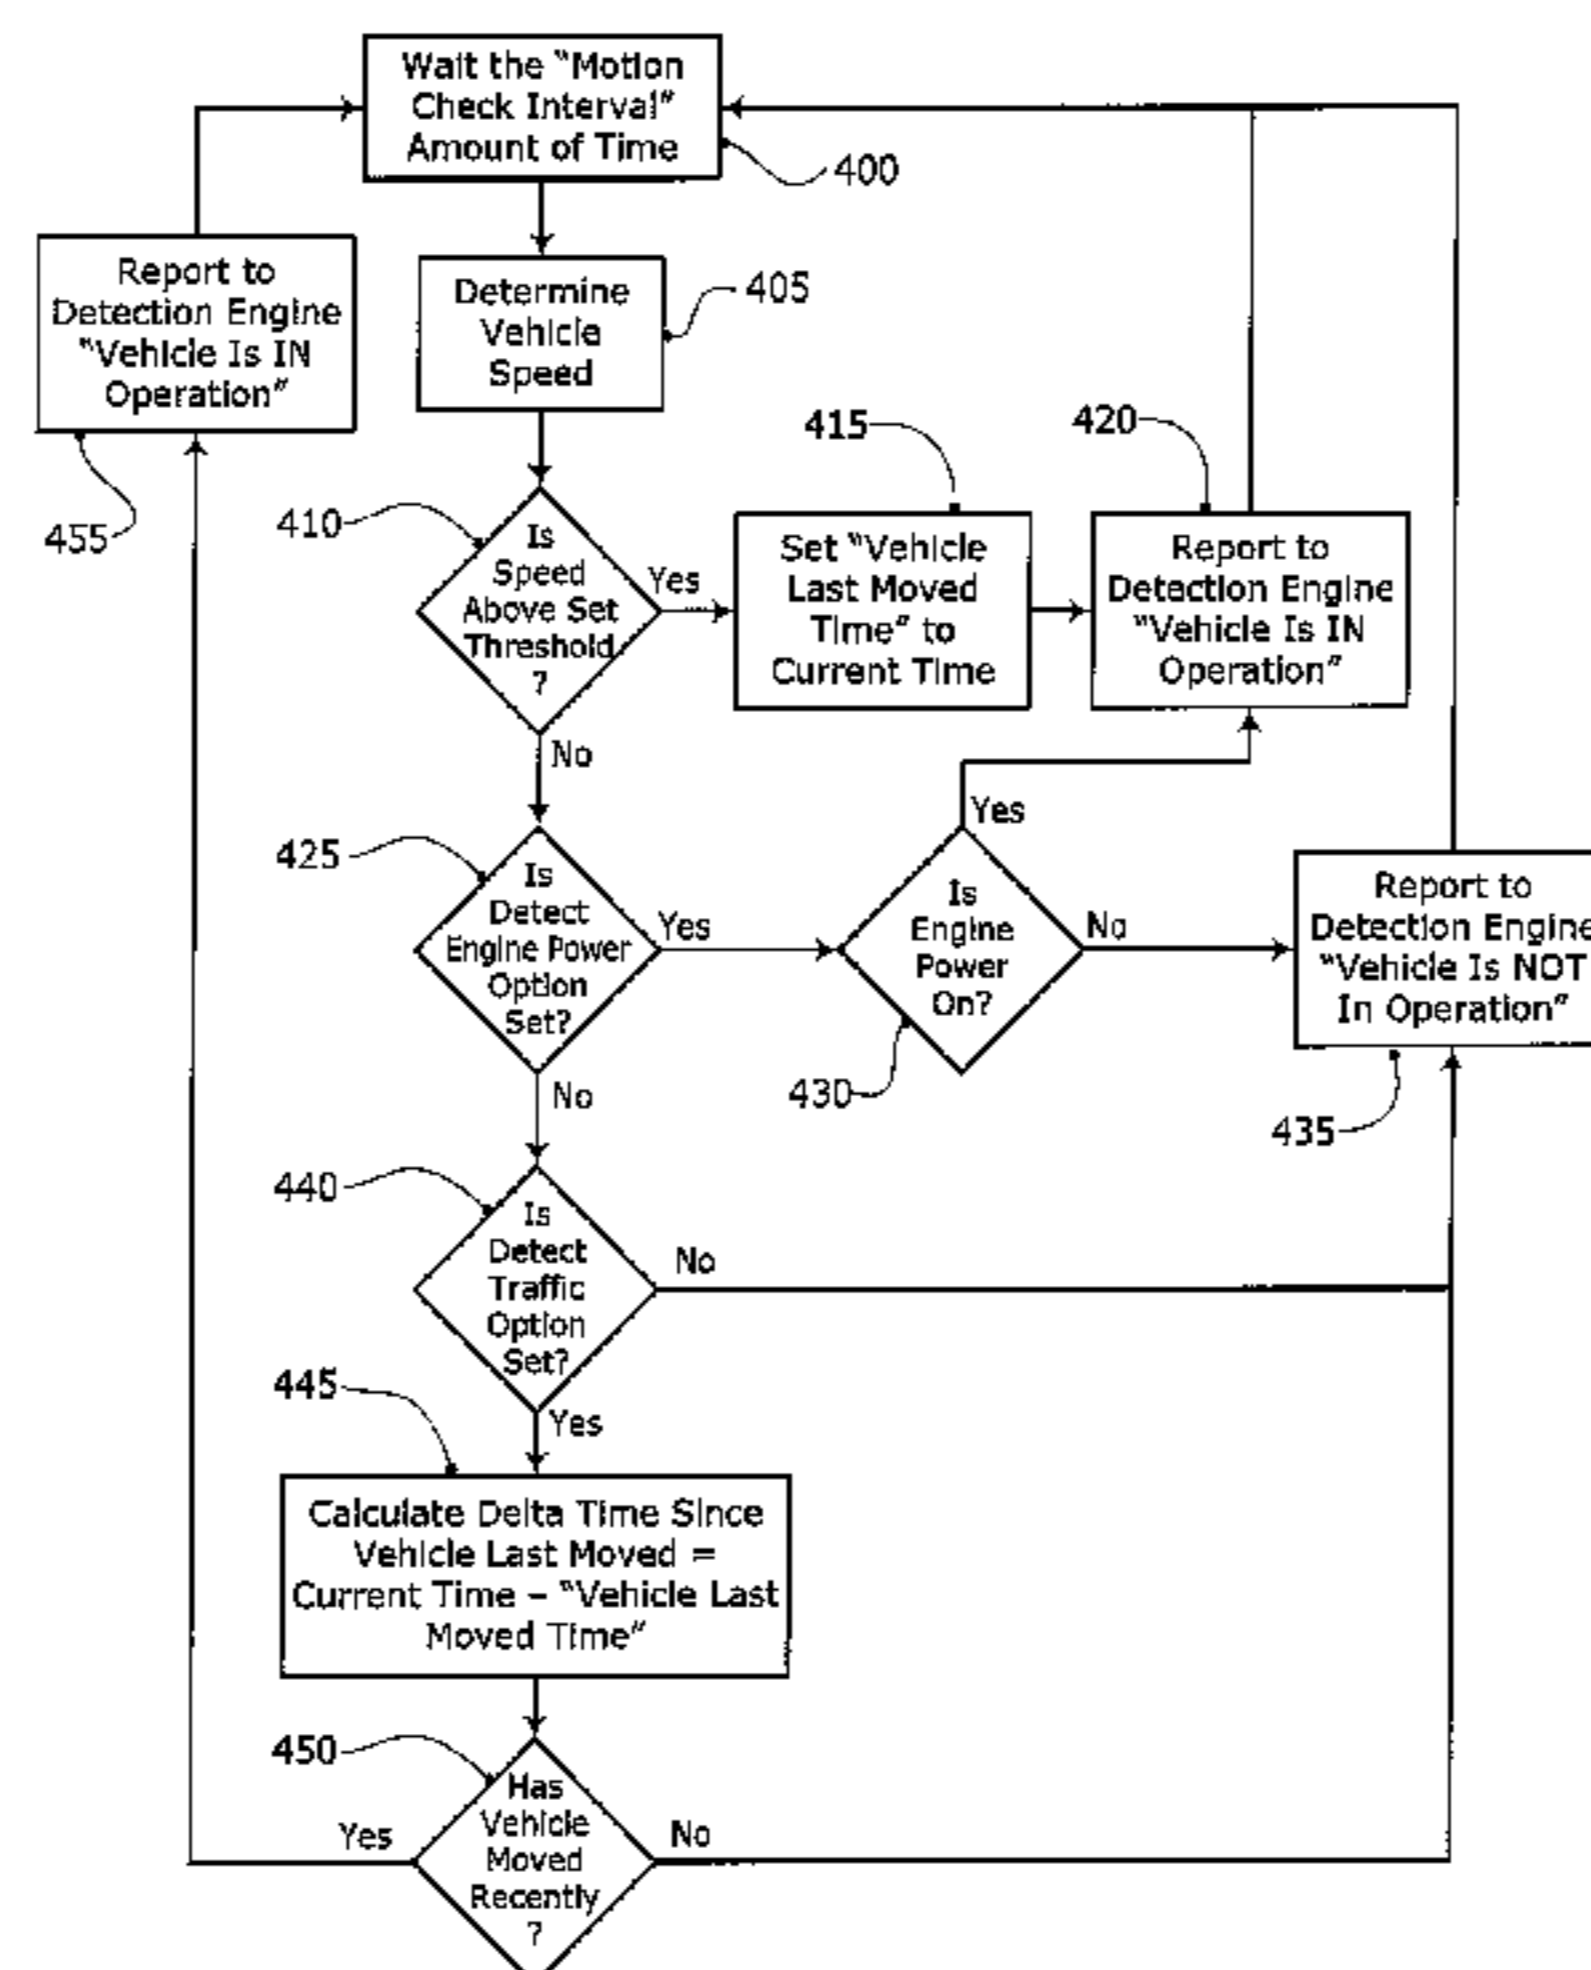 Wait the "Motion
Check Interval"
Amount of Time
400
Report to
Detection Engine
"Vehicle Is IN
Operation"
455
Determine
Vehicle
Speed
405
410
Is
Speed
Above Set
Threshold
?
Yes
No
415
Set "Vehicle
Last Moved
Time" to
Current Time
420
Report to
Detection Engine
"Vehicle Is IN
Operation"
425
Is
Detect
Engine Power
Option
Set?
Yes
No
Is
Engine
Power
On?
Yes
No
430
Report to
Detection Engine
"Vehicle Is NOT
In Operation"
435
440
Is
Detect
Traffic
Option
Set?
No
Yes
445
Calculate Delta Time Since
Vehicle Last Moved =
Current Time – "Vehicle Last
Moved Time"
450
Has
Vehicle
Moved
Recently
?
Yes
No